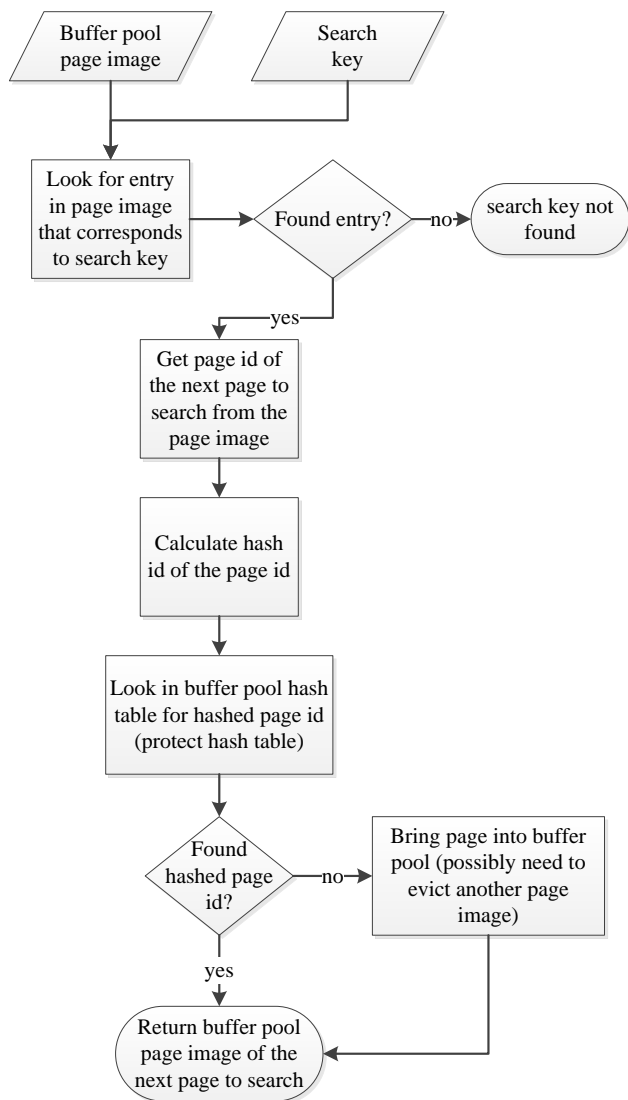 Buffer pool
page image
Search
key
Look for entry
in page image
that corresponds
to search key
Found entry?
no
search key not
found
yes
Get page id of
the next page to
search from the
page image
Calculate hash
id of the page id
Look in buffer pool hash
table for hashed page id
(protect hash table)
Found
hashed page
id?
no
Bring page into buffer
pool (possibly need to
evict another page
image)
yes
Return buffer pool
page image of the
next page to search